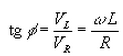 tg ϕ = V_L / V_R = ωL / R